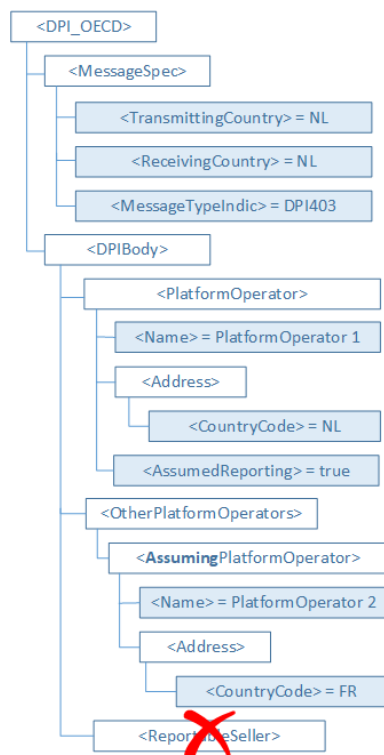 <DPI_OECD>
<MessageSpec>
<TransmittingCountry> = NL
<ReceivingCountry> = NL
<MessageTypeIndic> = DPI403
<DPIBody>
<PlatformOperator>
<Name> = PlatformOperator 1
<Address>
<CountryCode> = NL
<AssumedReporting> = true
<OtherPlatformOperators>
<AssumingPlatformOperator>
<Name> = PlatformOperator 2
<Address>
<CountryCode> = FR
<ReportableSeller>